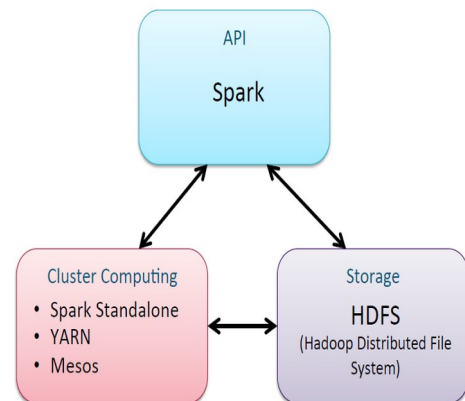 API
Spark
Cluster Computing
• Spark Standalone
• YARN
• Mesos
Storage
HDFS
(Hadoop Distributed File
System)